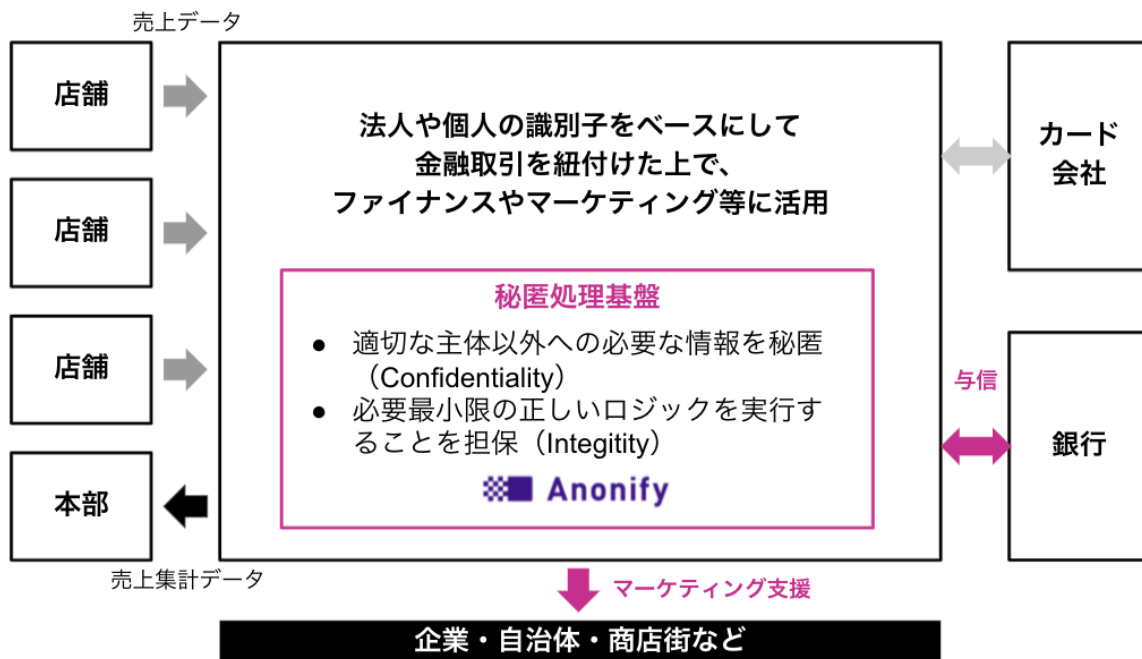 売上データ
店舗
店舗
店舗
本部
売上集計データ
法人や個人の識別子をベースにして
金融取引を紐付けた上で、
ファイナンスやマーケティング等に活用
秘匿処理基盤
● 適切な主体以外への必要な情報を秘匿
（Confidentiality）
● 必要最小限の正しいロジックを実行す
ることを担保（Integitity）
Anonify
カード
会社
与信
銀行
マーケティング支援
企業・自治体・商店街など